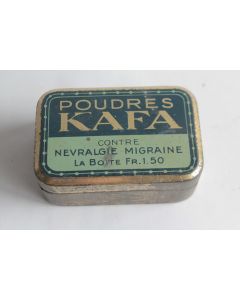 POUDRES
KAFA
CONTRE
NEVRALGIE MIGRAINE
LA BOITE FR. 1.50